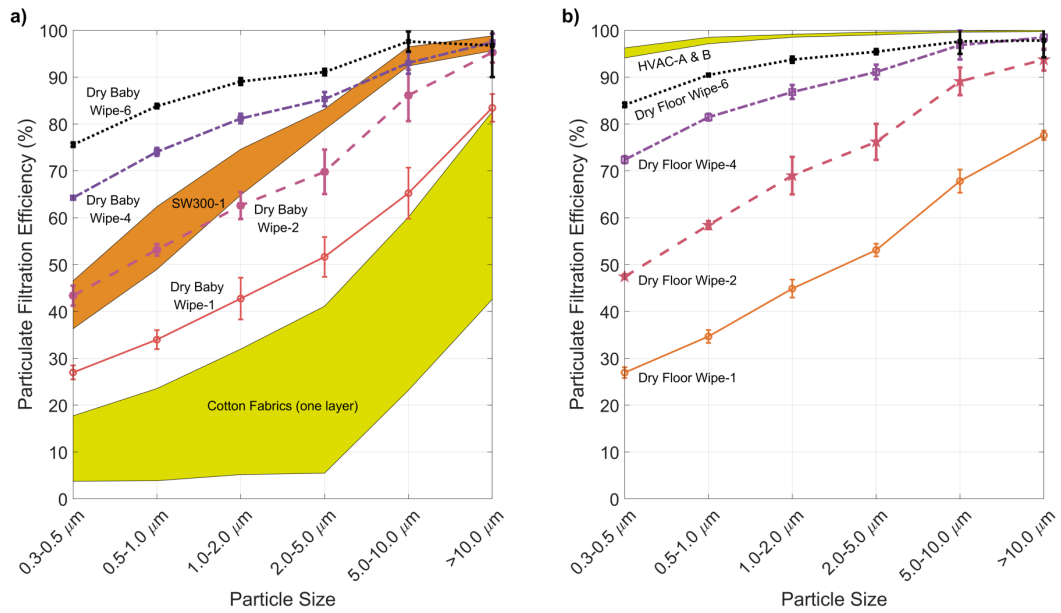 a)
Particulate Filtration Efficiency (%)
100
90
80
70
60
50
40
30
20
10
0
Dry Baby
Wipe-6
Dry Baby
Wipe-4
SW300-1
Dry Baby
Wipe-2
Dry Baby
Wipe-1
Cotton Fabrics (one layer)
0.3-0.5 μm
0.5-1.0 μm
1.0-2.0 μm
2.0-5.0 μm
5.0-10.0 μm
>10.0 μm
Particle Size
b)
Particulate Filtration Efficiency (%)
100
90
80
70
60
50
40
30
20
10
0
HVAC-A & B
Dry Floor Wipe-6
Dry Floor Wipe-4
Dry Floor Wipe-2
Dry Floor Wipe-1
0.3-0.5 μm
0.5-1.0 μm
1.0-2.0 μm
2.0-5.0 μm
5.0-10.0 μm
>10.0 μm
Particle Size